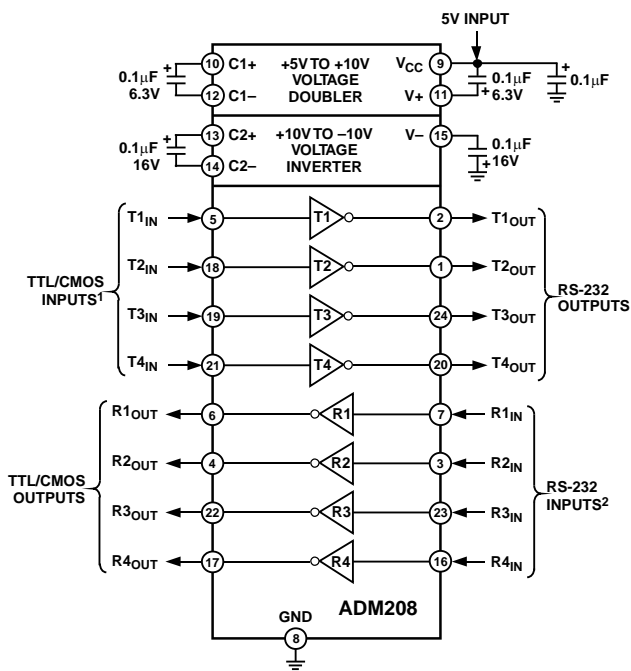 5V INPUT
10 C1+ +5V TO +10V VOLTAGE DOUBLER VCC 9
0.1µF 6.3V
12 C1– V+ 11
0.1µF 6.3V
0.1µF
13 C2+ +10V TO –10V VOLTAGE INVERTER V– 15
0.1µF 16V
14 C2–
0.1µF 16V
TTL/CMOS INPUTS1
T1IN 5 T1 2 T1OUT
T2IN 18 T2 1 T2OUT
T3IN 19 T3 24 T3OUT
T4IN 21 T4 20 T4OUT
RS-232 OUTPUTS
TTL/CMOS OUTPUTS
R1OUT 6 R1 7 R1IN
R2OUT 4 R2 3 R2IN
R3OUT 22 R3 23 R3IN
R4OUT 17 R4 16 R4IN
RS-232 INPUTS2
GND
8
ADM208